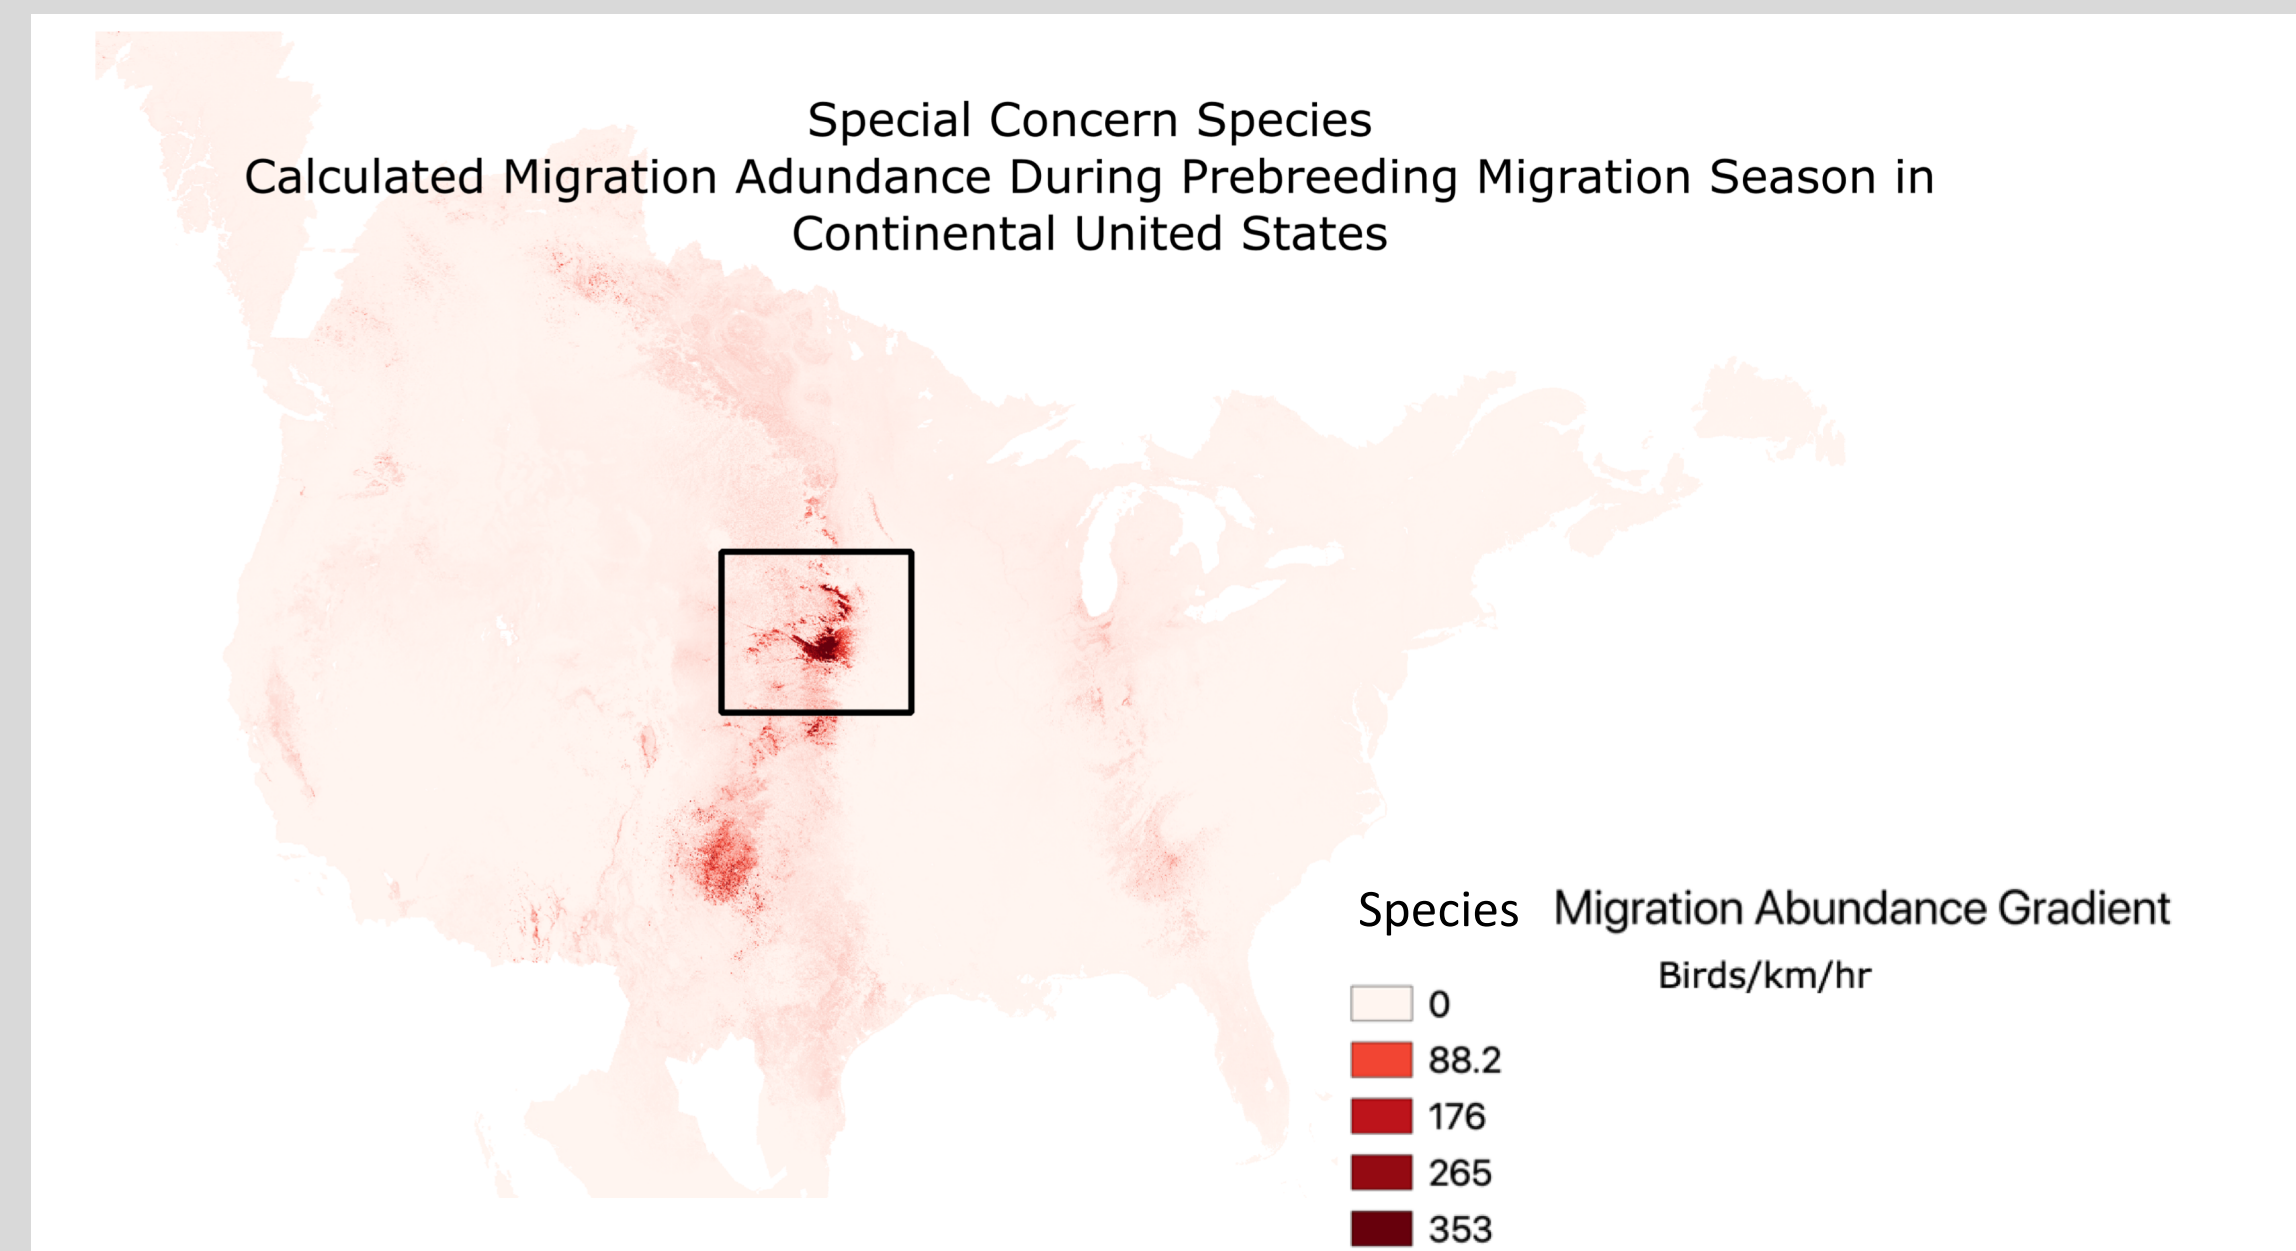 Special Concern Species
Calculated Migration Adundance During Prebreeding Migration Season in
Continental United States
Species Migration Abundance Gradient
Birds/km/hr
0
88.2
176
265
353